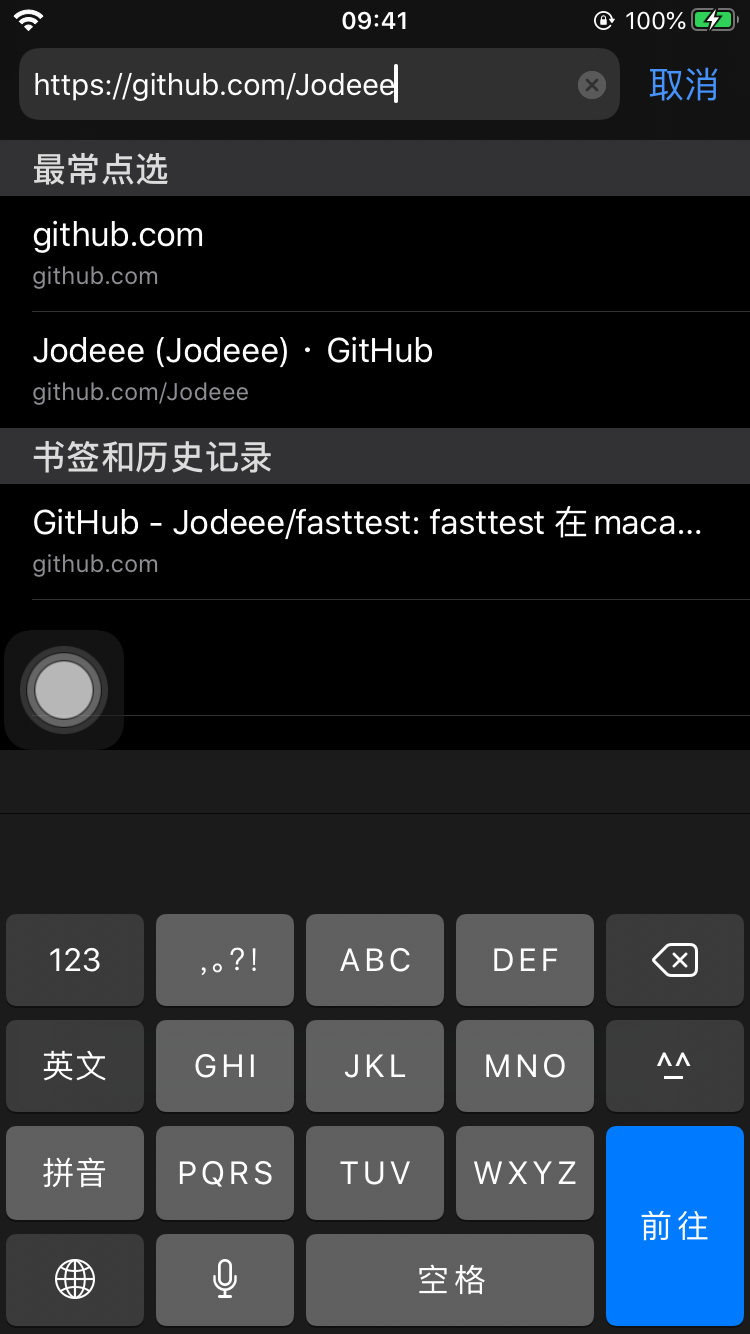 09:41
100%
https://github.com/Jodeee
取消
最常点选
github.com
github.com
Jodeee (Jodeee) · GitHub
github.com/Jodeee
书签和历史记录
GitHub - Jodeee/fasttest: fasttest 在 maca...
github.com
123
,。?!
ABC
DEF
英文
GHI
JKL
MNO
^^
拼音
PQRS
TUV
WXYZ
前往
空格